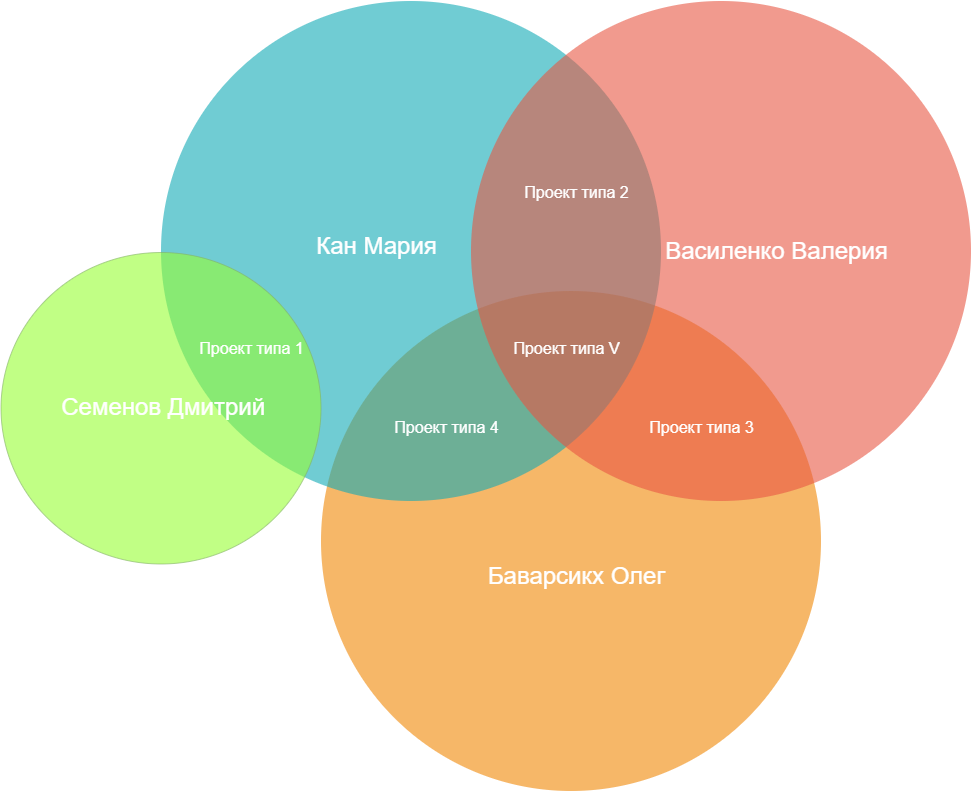 Проект типа 2
Кан Мария
Василенко Валерия
Проект типа 1
Проект типа V
Семенов Дмитрий
Проект типа 4
Проект типа 3
Баварсикх Олег